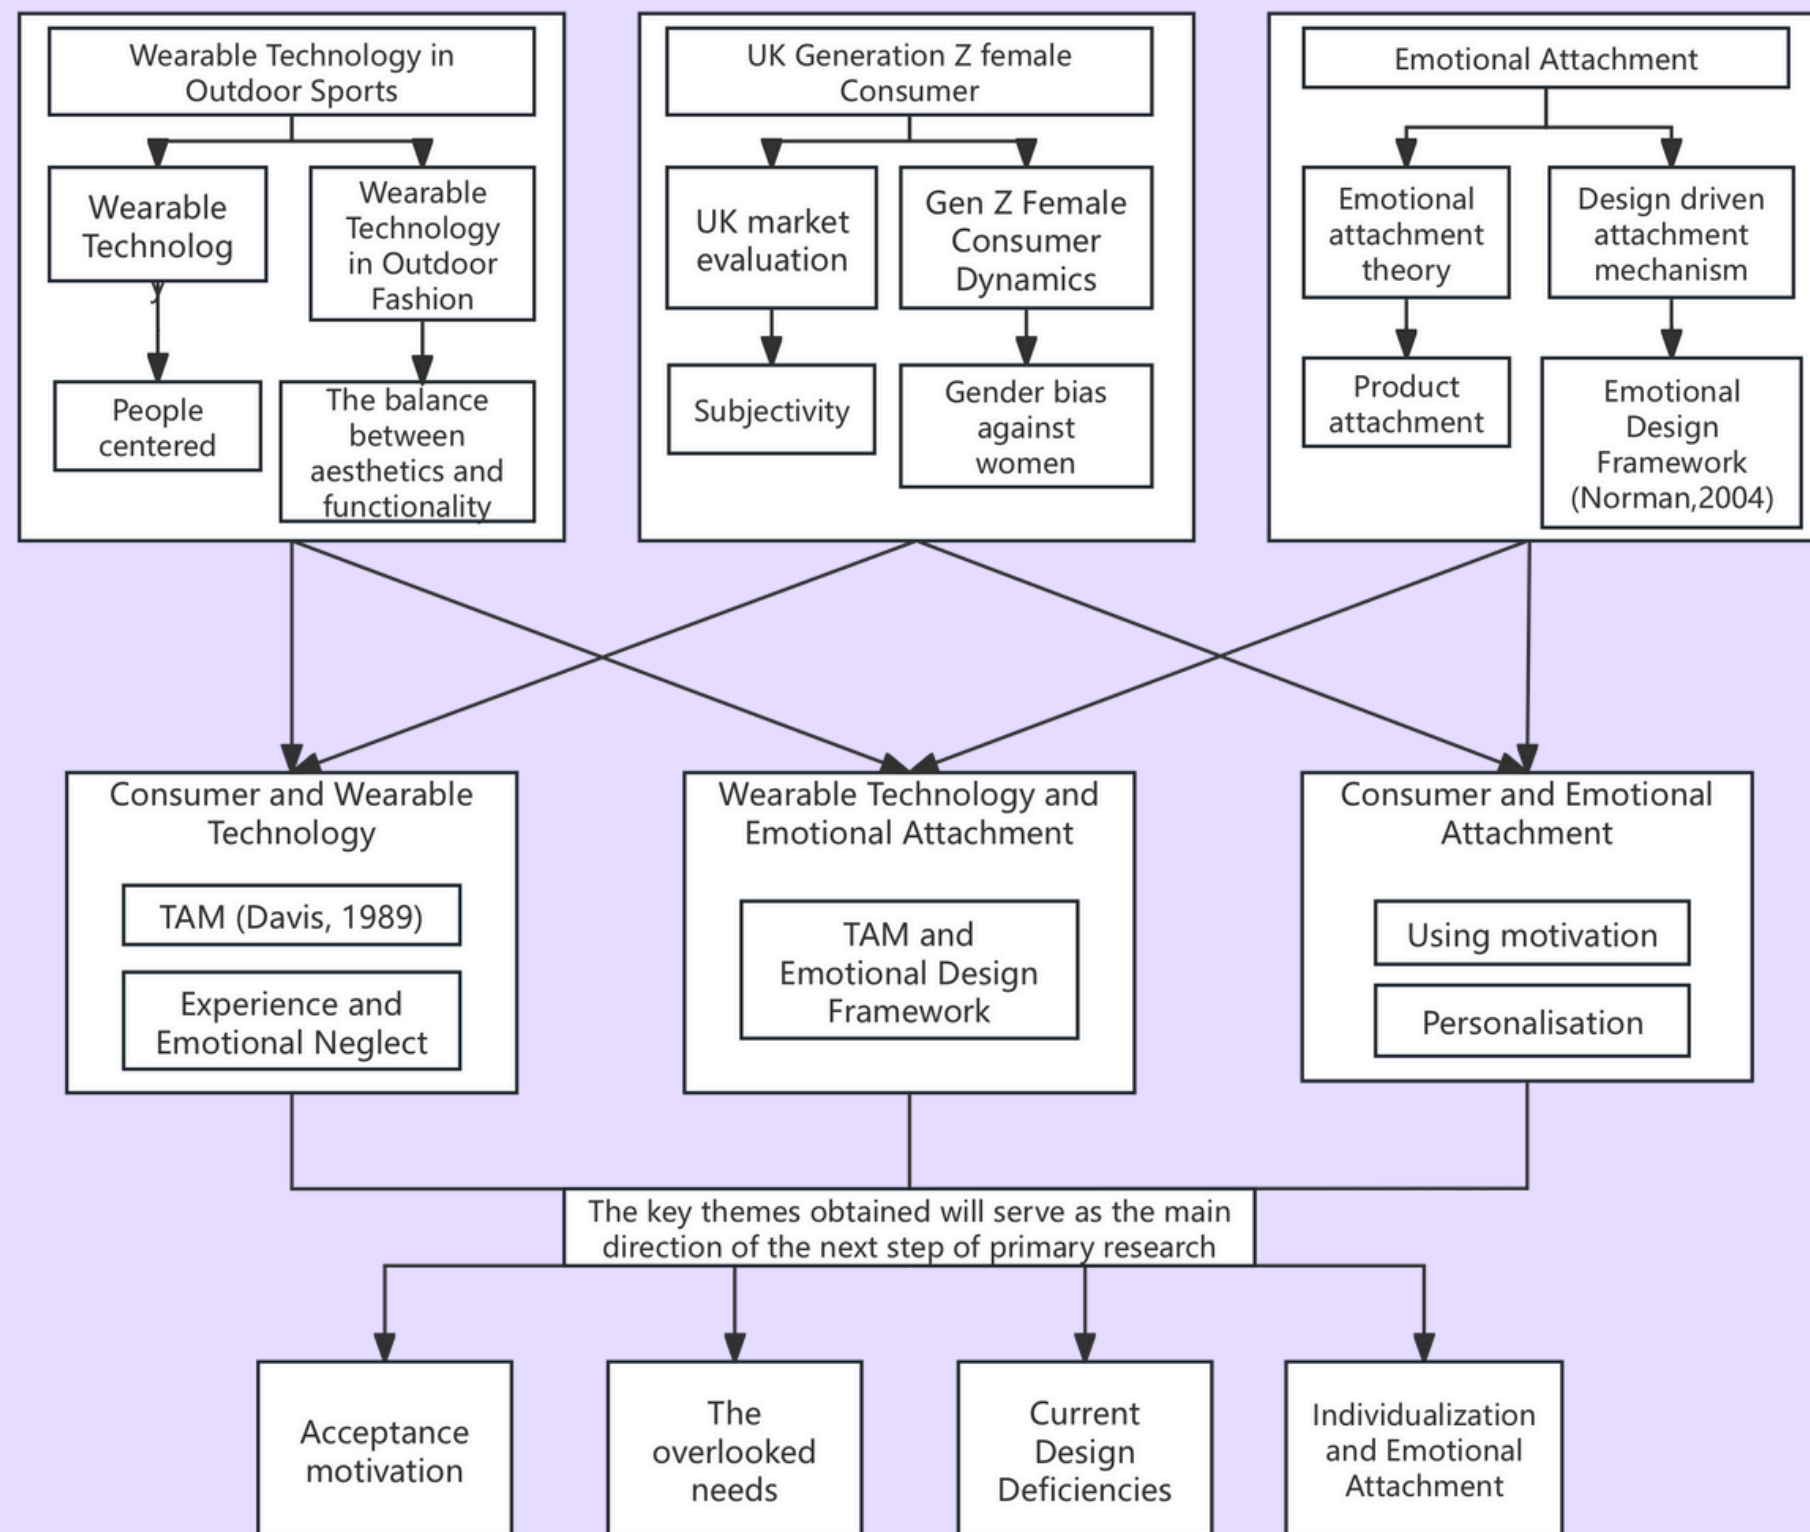 Wearable Technology in
Outdoor Sports
Wearable
Technolog
y
Wearable
Technology
in Outdoor
Fashion
People
centered
The balance
between
aesthetics and
functionality
UK Generation Z female
Consumer
UK market
evaluation
Gen Z Female
Consumer
Dynamics
Subjectivity
Gender bias
against
women
Emotional Attachment
Emotional
attachment
theory
Design driven
attachment
mechanism
Product
attachment
Emotional
Design
Framework
(Norman,2004)
Consumer and Wearable
Technology
TAM (Davis, 1989)
Experience and
Emotional Neglect
Wearable Technology and
Emotional Attachment
TAM and
Emotional Design
Framework
Consumer and Emotional
Attachment
Using motivation
Personalisation
The key themes obtained will serve as the main
direction of the next step of primary research
Acceptance
motivation
The
overlooked
needs
Current
Design
Deficiencies
Individualization
and Emotional
Attachment